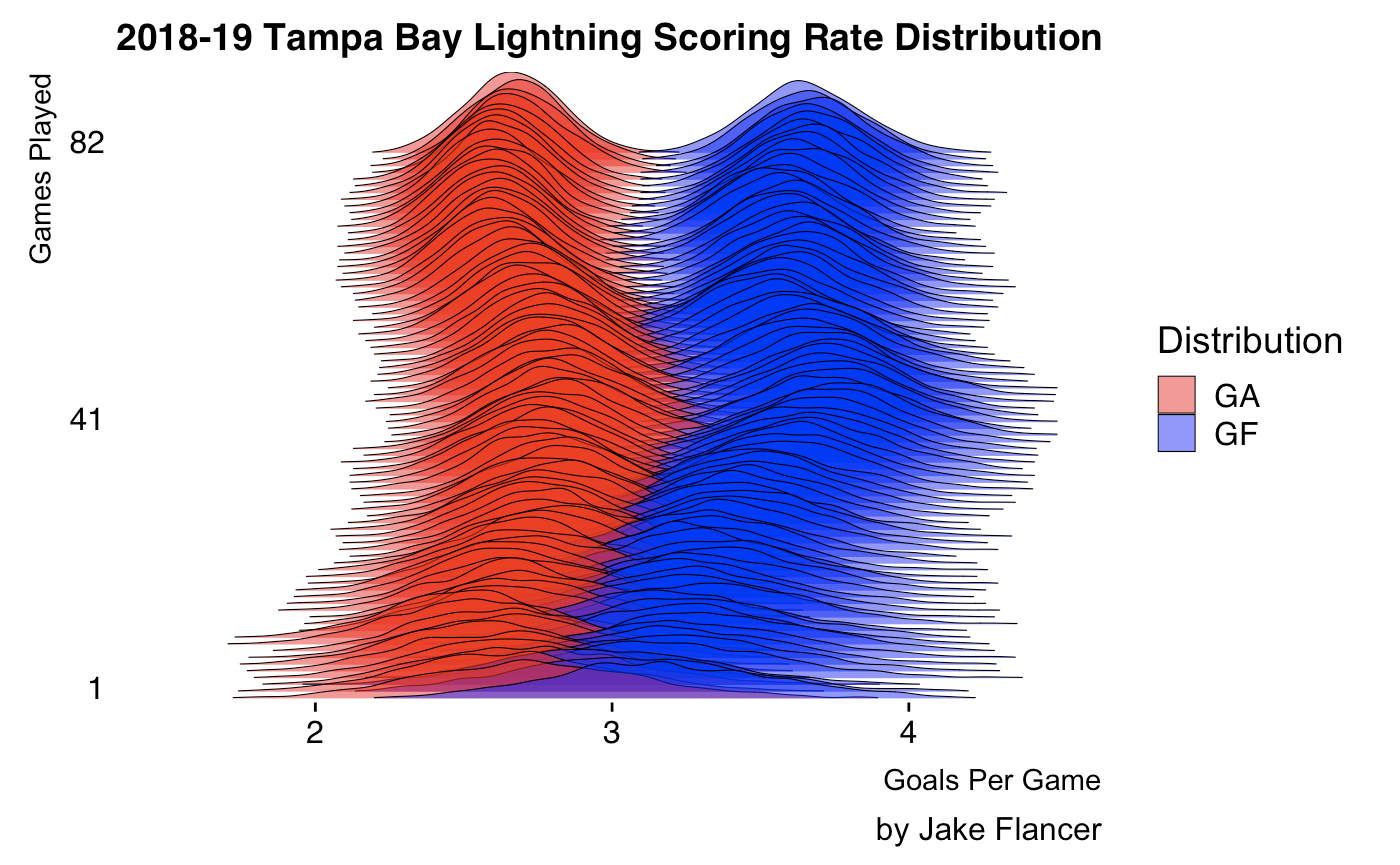 2018-19 Tampa Bay Lightning Scoring Rate Distribution
Games Played
82
41
1
2 3 4
Goals Per Game
by Jake Flancer
Distribution
GA
GF